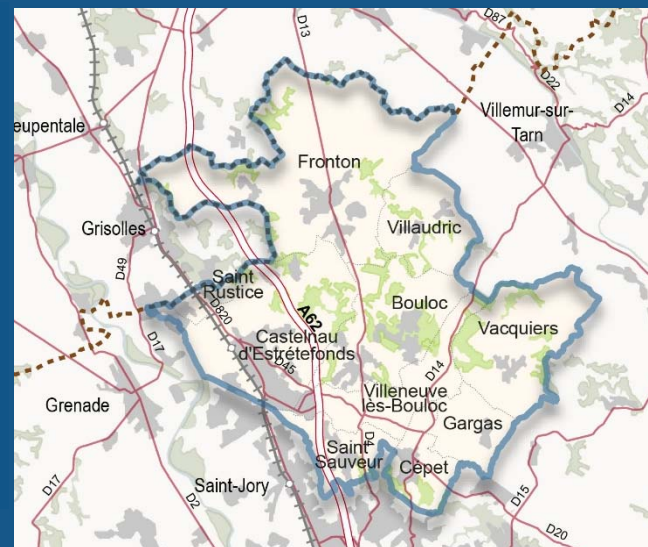 D87
D13
D22
D14
Villemur-sur-
Tarn
eupentale
Fronton
Grisolles
Villaudric
D49
Saint
Rustice
D820
Bouloc
Vacquiers
A62
Castelnau
d'Estrétefonds
D17
D45
D14
Grenade
Villeneuve
lès-Bouloc
Gargas
Saint
Sauveur
D4
Cépet
Saint-Jory
D17
D2
D15
D20